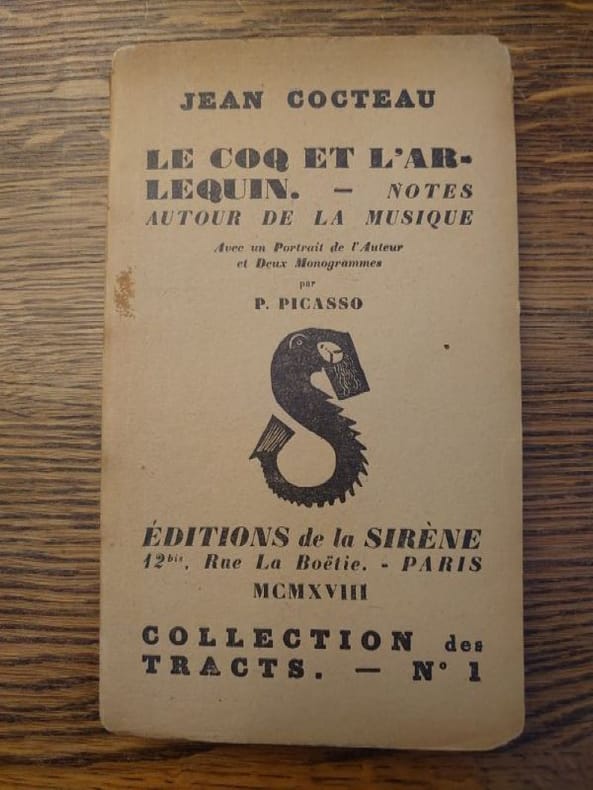 JEAN COCTEAU
LE COQ ET L'AR-
LEQUIN. — NOTES
AUTOUR DE LA MUSIQUE
Avec un Portrait de l'Auteur
et Deux Monogrammes
par
P. PICASSO
ÉDITIONS de la SIRÈNE
12bis, Rue La Boëtie. - PARIS
MCMXVIII
COLLECTION des
TRACTS. — N° 1